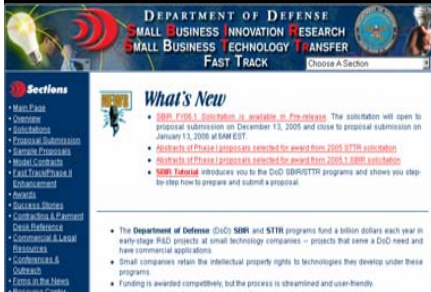 DEPARTMENT OF DEFENSE
SMALL BUSINESS INNOVATION RESEARCH
SMALL BUSINESS TECHNOLOGY TRANSFER
FAST TRACK
Choose A Section
Sections
• Main Page
• Overview
• Solicitations
• Proposal Submission
• Sample Proposals
• Model Contracts
• Fast Track/Phase II
Enhancement
• Awards
• Success Stories
• Contracting & Payment
Desk Reference
• Commercial & Legal
Resources
• Conferences &
Outreach
• Firms in the News
• Resource Center
NEWS
What's New
• SBIR FY06.1 Solicitation is available in Pre-release. The solicitation will open to
proposal submission on December 13, 2005 and close to proposal submission on
January 13, 2006 at 6AM EST.
• Abstracts of Phase I proposals selected for award from 2005 STTR solicitation
• Abstracts of Phase I proposals selected for award from 2005.1 SBIR solicitation
• SBIR Tutorial introduces you to the DoD SBIR/STTR programs and shows you step-
by-step how to prepare and submit a proposal.
• The Department of Defense (DoD) SBIR and STTR programs fund a billion dollars each year in
early-stage R&D projects at small technology companies -- projects that serve a DoD need and
have commercial applications.
• Small companies retain the intellectual property rights to technologies they develop under these
programs.
• Funding is awarded competitively, but the process is streamlined and user-friendly.